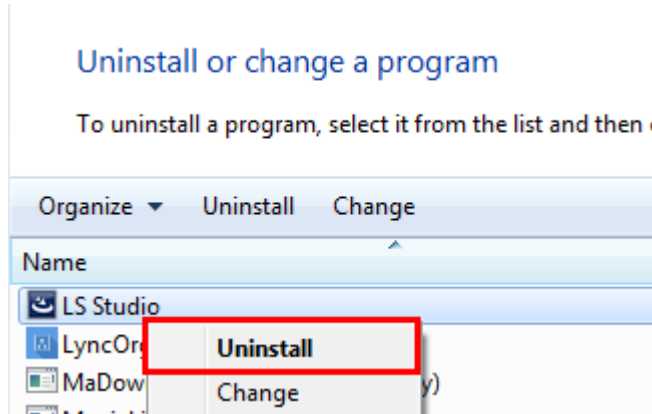 Uninstall or change a program
To uninstall a program, select it from the list and then
Organize Uninstall Change
Name
LS Studio
Uninstall
Change